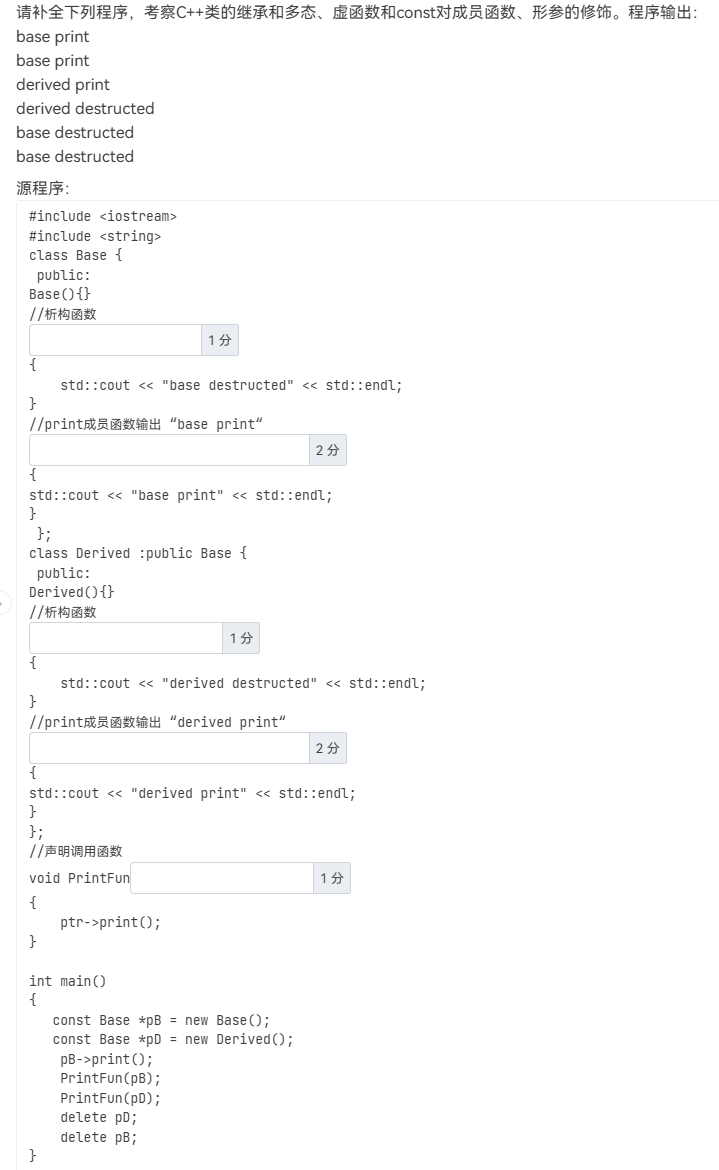 请补全下列程序，考察C++类的继承和多态、虚函数和const对成员函数、形参的修饰。程序输出：
base print
base print
derived print
derived destructed
base destructed
base destructed
源程序：
#include <iostream>
#include <string>
class Base {
public:
Base(){}
//析构函数
1 分
{
std::cout << "base destructed" << std::endl;
}
//print成员函数输出 “base print“
2 分
{
std::cout << "base print" << std::endl;
}
};
class Derived :public Base {
public:
Derived(){}
//析构函数
1 分
{
std::cout << "derived destructed" << std::endl;
}
//print成员函数输出 “derived print“
2 分
{
std::cout << "derived print" << std::endl;
}
};
//声明调用函数
void PrintFun 1 分
{
ptr->print();
}
int main()
{
const Base *pB = new Base();
const Base *pD = new Derived();
pB->print();
PrintFun(pB);
PrintFun(pD);
delete pD;
delete pB;
}